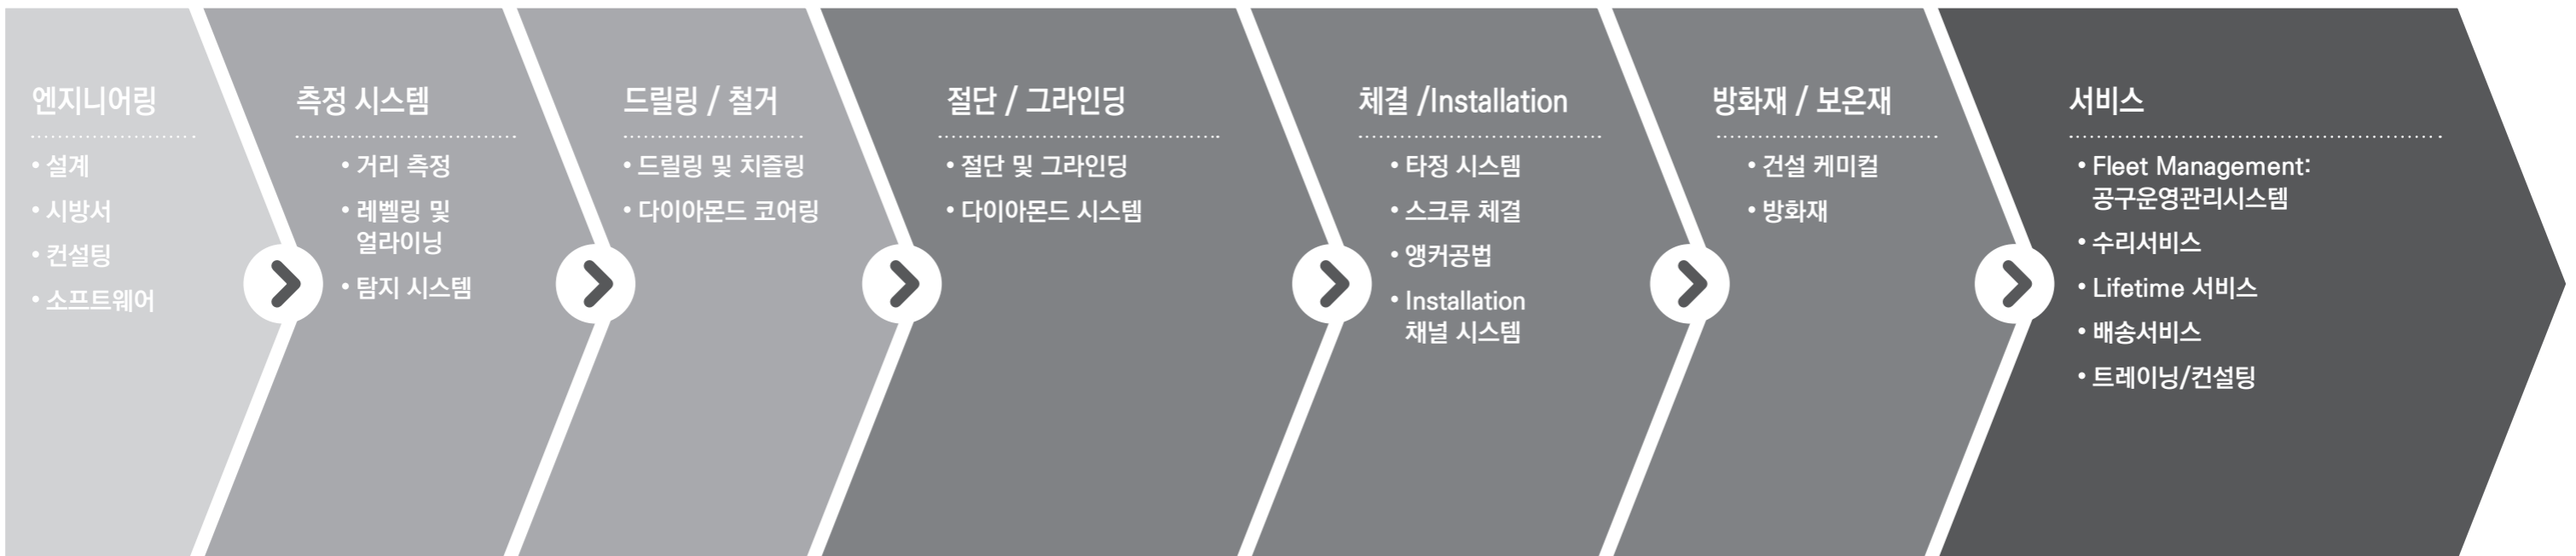 엔지니어링
• 설계
• 시방서
• 컨설팅
• 소프트웨어
측정 시스템
• 거리 측정
• 레벨링 및
얼라이닝
• 탐지 시스템
드릴링 / 철거
• 드릴링 및 치즐링
• 다이아몬드 코어링
절단 / 그라인딩
• 절단 및 그라인딩
• 다이아몬드 시스템
체결 /Installation
• 타정 시스템
• 스크류 체결
• 앵커공법
• Installation
채널 시스템
방화재 / 보온재
• 건설 케미컬
• 방화재
서비스
• Fleet Management:
공구운영관리시스템
• 수리서비스
• Lifetime 서비스
• 배송서비스
• 트레이닝/컨설팅